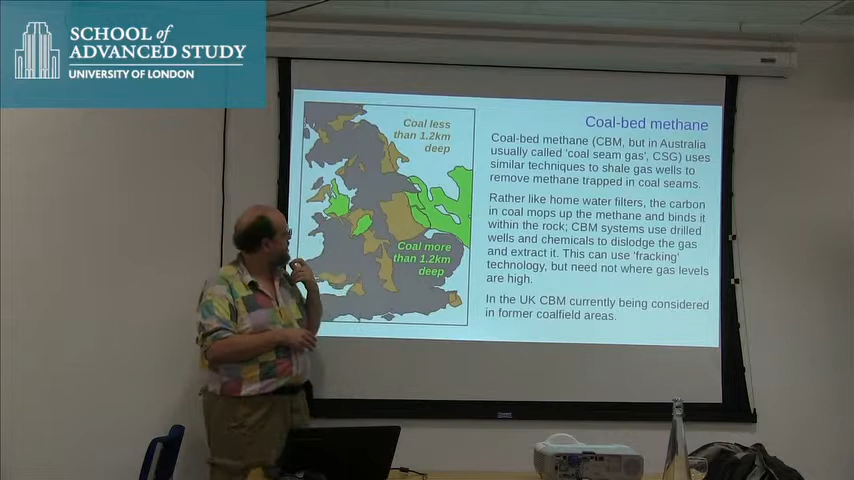 SCHOOL of
ADVANCED STUDY
UNIVERSITY OF LONDON
Coal less
than 1.2km
deep
Coal more
than 1.2km
deep
Coal-bed methane
Coal-bed methane (CBM, but in Australia
usually called 'coal seam gas', CSG) uses
similar techniques to shale gas wells to
remove methane trapped in coal seams.
Rather like home water filters, the carbon
in coal mops up the methane and binds it
within the rock; CBM systems use drilled
wells and chemicals to dislodge the gas
and extract it. This can use 'fracking'
technology, but need not where gas levels
are high.
In the UK CBM currently being considered
in former coalfield areas.